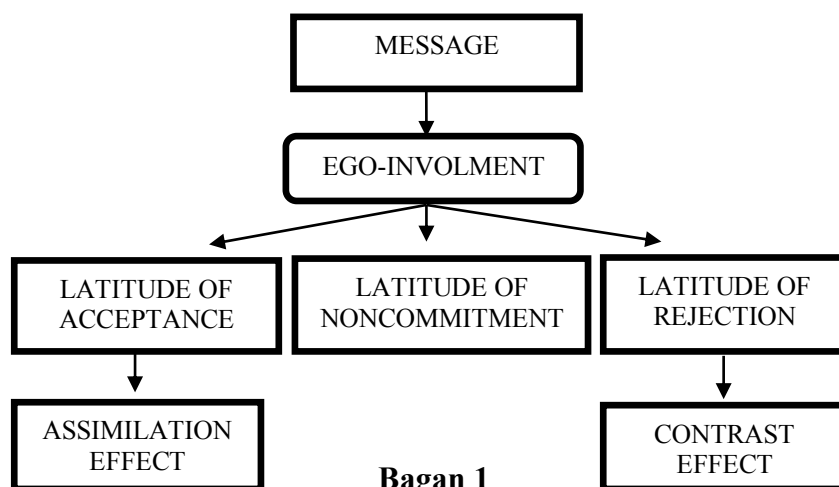 MESSAGE
EGO-INVOLMENT
LATITUDE OF
ACCEPTANCE
LATITUDE OF
NONCOMMITMENT
LATITUDE OF
REJECTION
ASSIMILATION
EFFECT
CONTRAST
EFFECT
Bagan 1